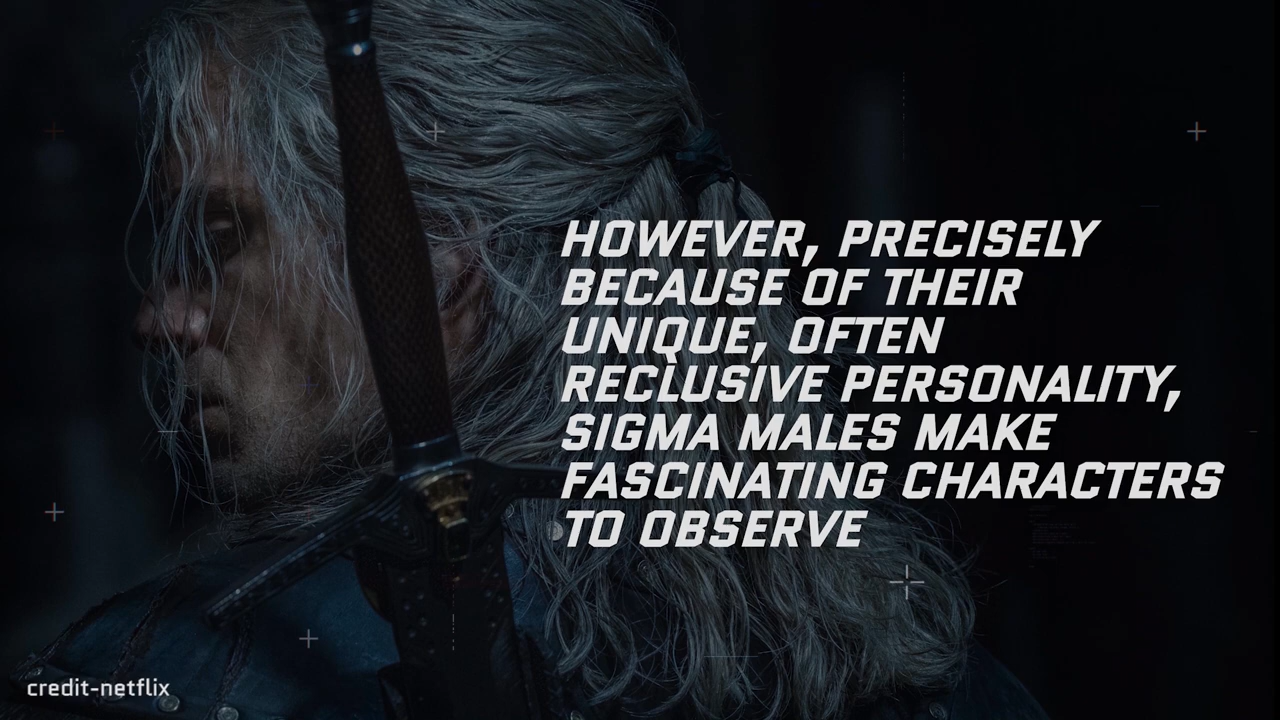 HOWEVER, PRECISELY
BECAUSE OF THEIR
UNIQUE, OFTEN
RECLUSIVE PERSONALITY,
SIGMA MALES MAKE
FASCINATING CHARACTERS
TO OBSERVE
credit-netflix